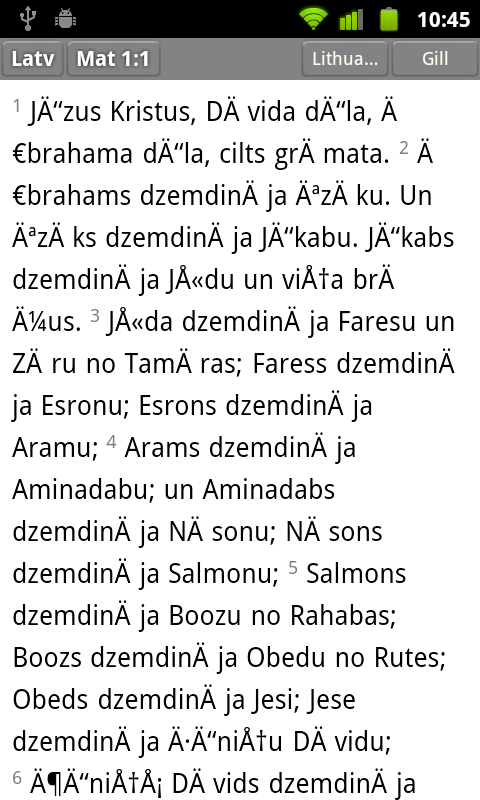 10:45
Latv Mat 1:1 Lithua... Gill
1 JÄ“zus Kristus, DÄ vida dÄ“la, Ä
€brahama dÄ“la, cilts grÄ mata. 2 Ä
€brahams dzemdinÄ ja ÄªzÄ ku. Un
ÄªzÄ ks dzemdinÄ ja JÄ“kabu. JÄ“kabs
dzemdinÄ ja JÅ«du un viÅ†a brÄ
Ä¼us. 3 JÅ«da dzemdinÄ ja Faresu un
ZÄ ru no TamÄ ras; Faress dzemdinÄ
ja Esronu; Esrons dzemdinÄ ja
Aramu; 4 Arams dzemdinÄ ja
Aminadabu; un Aminadabs
dzemdinÄ ja NÄ sonu; NÄ sons
dzemdinÄ ja Salmonu; 5 Salmons
dzemdinÄ ja Boozu no Rahabas;
Boozs dzemdinÄ ja Obedu no Rutes;
Obeds dzemdinÄ ja Jesi; Jese
dzemdinÄ ja Ä·Ä“niÅ†u DÄ vidu;
6 Ä¶Ä“niÅ†Å¡ DÄ vids dzemdinÄ ja